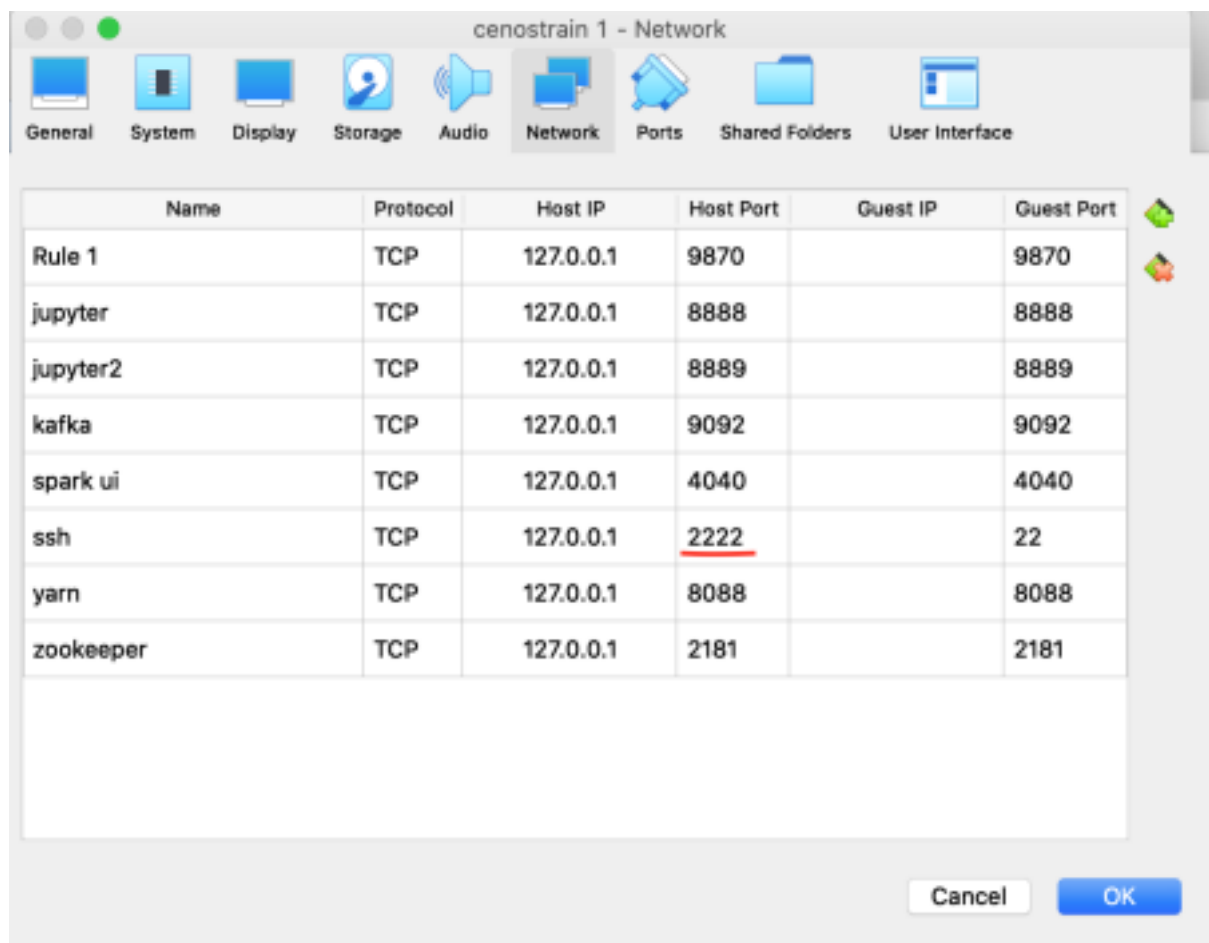 cenostrain 1 - Network
General System Display Storage Audio Network Ports Shared Folders User Interface
Name Protocol Host IP Host Port Guest IP Guest Port
Rule 1 TCP 127.0.0.1 9870 9870
jupyter TCP 127.0.0.1 8888 8888
jupyter2 TCP 127.0.0.1 8889 8889
kafka TCP 127.0.0.1 9092 9092
spark ui TCP 127.0.0.1 4040 4040
ssh TCP 127.0.0.1 2222 22
yarn TCP 127.0.0.1 8088 8088
zookeeper TCP 127.0.0.1 2181 2181
Cancel OK